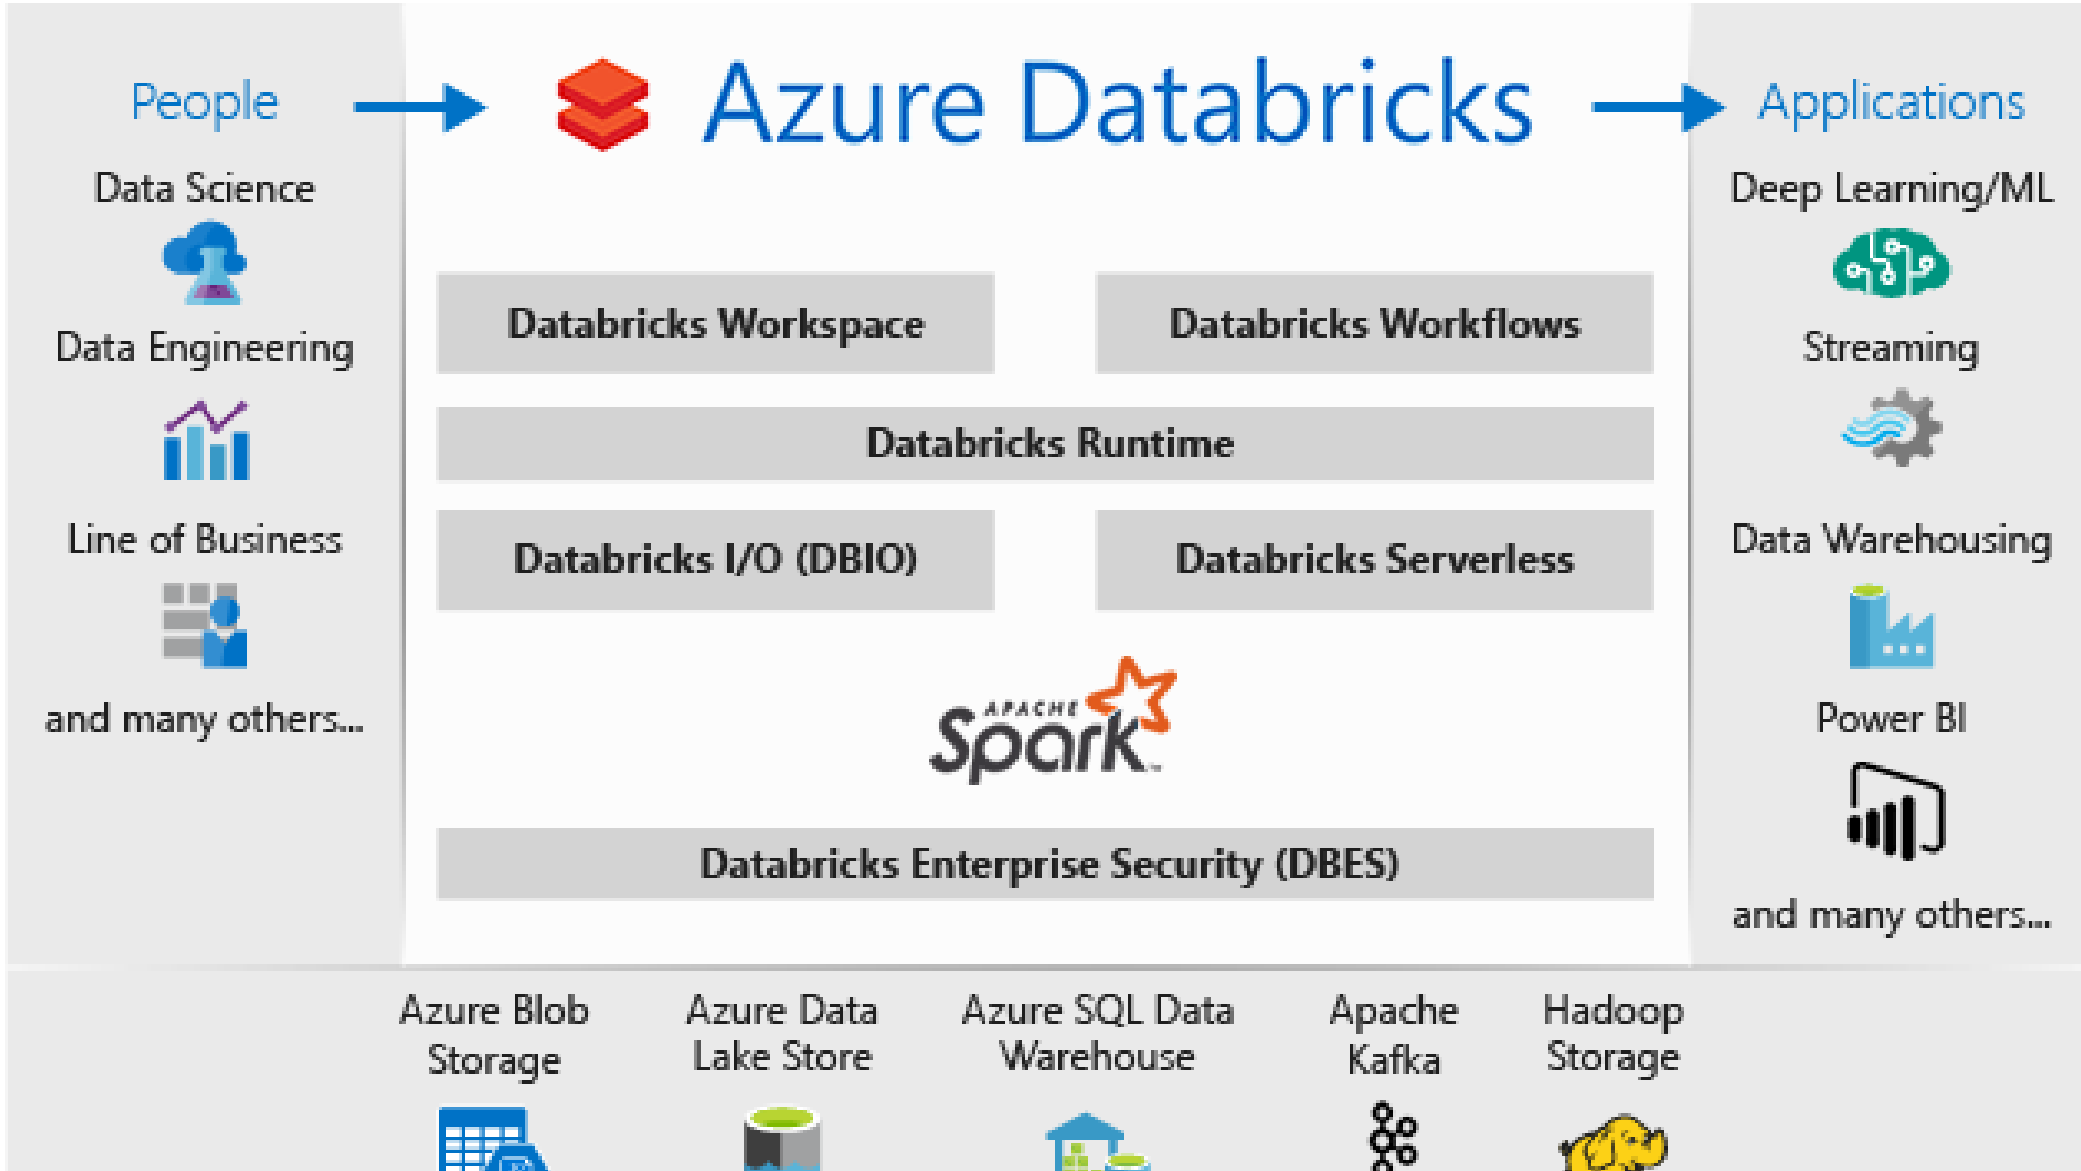 People
Azure Databricks
Applications
Data Science
Data Engineering
Line of Business
and many others...
Databricks Workspace
Databricks Workflows
Databricks Runtime
Databricks I/O (DBIO)
Databricks Serverless
APACHE
Spark™
Databricks Enterprise Security (DBES)
Deep Learning/ML
Streaming
Data Warehousing
Power BI
and many others...
Azure Blob
Storage
Azure Data
Lake Store
Azure SQL Data
Warehouse
Apache
Kafka
Hadoop
Storage